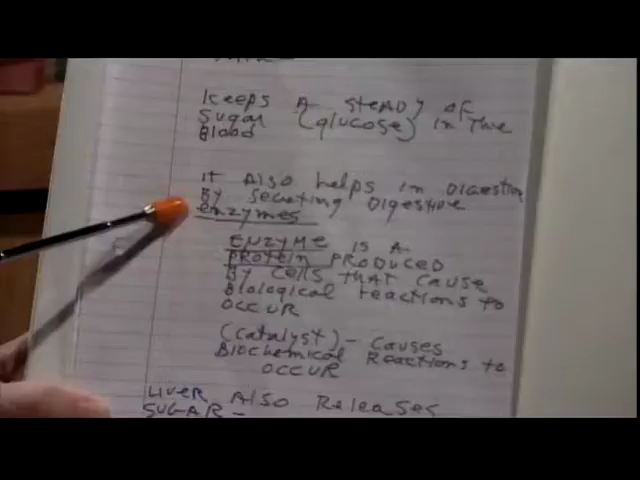 Keeps A STEADY of
Sugar (glucose) in The
Blood
It Also helps in Digestion
By Secreting Digestive
enzymes
ENZYME IS A
PROTEIN PRODUCED
By Cells THAT CAUSE
Biological reactions to
OCCUR
(Catalyst) - CAUSES
Biochemical Reactions to
OCCUR
LIVER Also Releases
SUGAR -